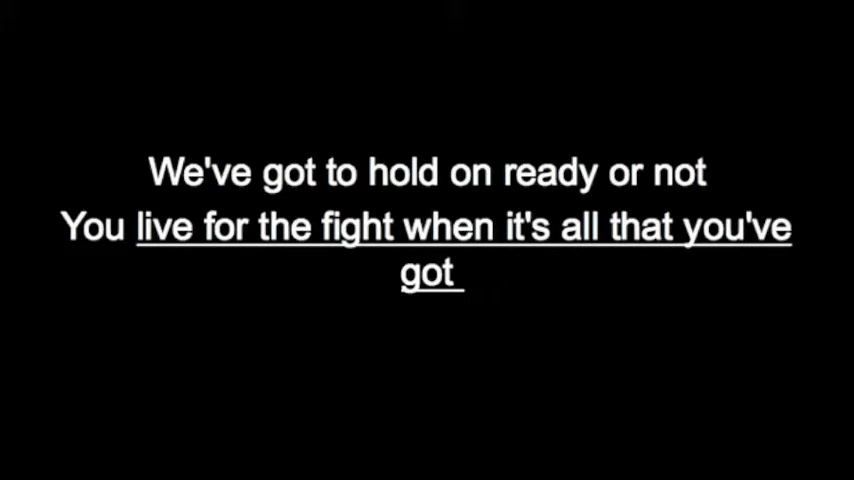 We've got to hold on ready or not
You live for the fight when it's all that you've
got